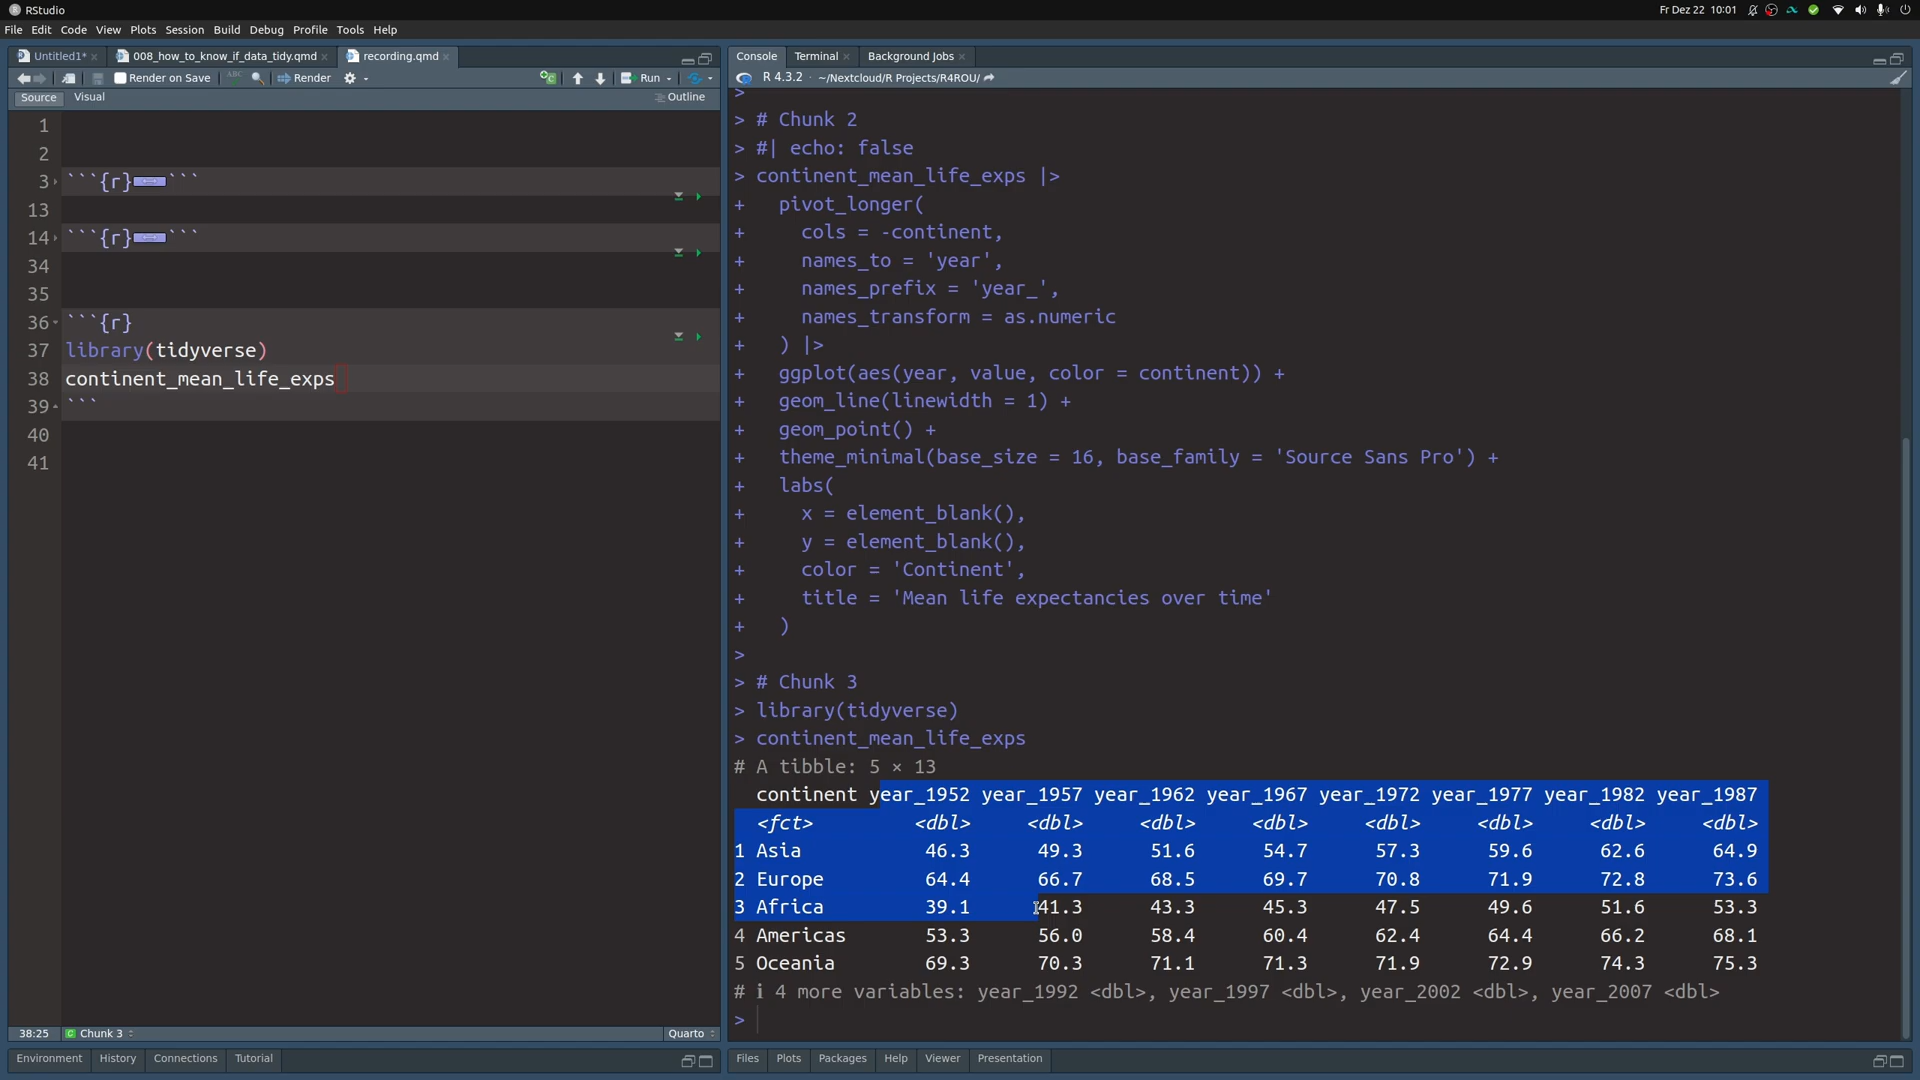 RStudio
Fr Dez 22 10:01
File Edit Code View Plots Session Build Debug Profile Tools Help
Untitled1* 008_how_to_know_if_data_tidy.qmd recording.qmd
Render on Save ABC Render Run
Source Visual Outline
1
2
3 ```{r} ```
13
14 ```{r} ```
34
35
36 ```{r}
37 library(tidyverse)
38 continent_mean_life_exps
39 ```
40
41
38:25 Chunk 3 Quarto
Environment History Connections Tutorial
Console Terminal Background Jobs
R 4.3.2 · ~/Nextcloud/R Projects/R4ROU/
>
> # Chunk 2
> #| echo: false
> continent_mean_life_exps |>
+ pivot_longer(
+ cols = -continent,
+ names_to = 'year',
+ names_prefix = 'year_',
+ names_transform = as.numeric
+ ) |>
+ ggplot(aes(year, value, color = continent)) +
+ geom_line(linewidth = 1) +
+ geom_point() +
+ theme_minimal(base_size = 16, base_family = 'Source Sans Pro') +
+ labs(
+ x = element_blank(),
+ y = element_blank(),
+ color = 'Continent',
+ title = 'Mean life expectancies over time'
+ )
>
> # Chunk 3
> library(tidyverse)
> continent_mean_life_exps
# A tibble: 5 × 13
continent year_1952 year_1957 year_1962 year_1967 year_1972 year_1977 year_1982 year_1987
<fct> <dbl> <dbl> <dbl> <dbl> <dbl> <dbl> <dbl> <dbl>
1 Asia 46.3 49.3 51.6 54.7 57.3 59.6 62.6 64.9
2 Europe 64.4 66.7 68.5 69.7 70.8 71.9 72.8 73.6
3 Africa 39.1 41.3 43.3 45.3 47.5 49.6 51.6 53.3
4 Americas 53.3 56.0 58.4 60.4 62.4 64.4 66.2 68.1
5 Oceania 69.3 70.3 71.1 71.3 71.9 72.9 74.3 75.3
# ℹ 4 more variables: year_1992 <dbl>, year_1997 <dbl>, year_2002 <dbl>, year_2007 <dbl>
>
Files Plots Packages Help Viewer Presentation